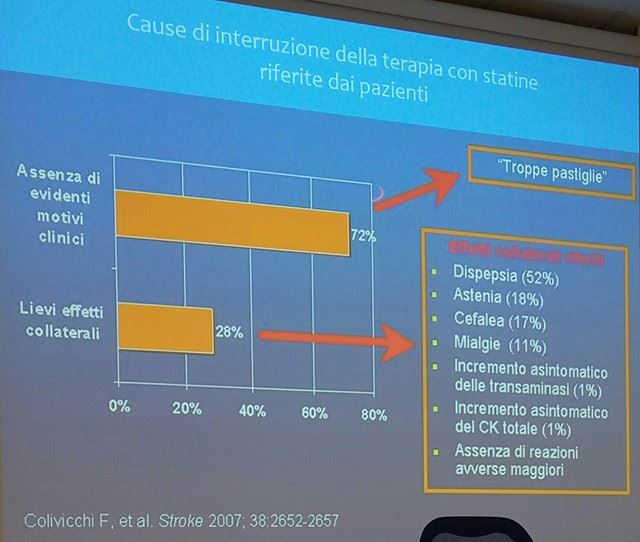 Cause di interruzione della terapia con statine
riferite dai pazienti
Assenza di
evidenti
motivi
clinici
72%
"Troppe pastiglie"
Lievi effetti
collaterali
28%
Effetti collaterali riferiti
Dispepsia (52%)
Astenia (18%)
Cefalea (17%)
Mialgie (11%)
Incremento asintomatico
delle transaminasi (1%)
Incremento asintomatico
del CK totale (1%)
Assenza di reazioni
avverse maggiori
0%
20%
40%
60%
80%
Colivicchi F, et al. Stroke 2007; 38:2652-2657